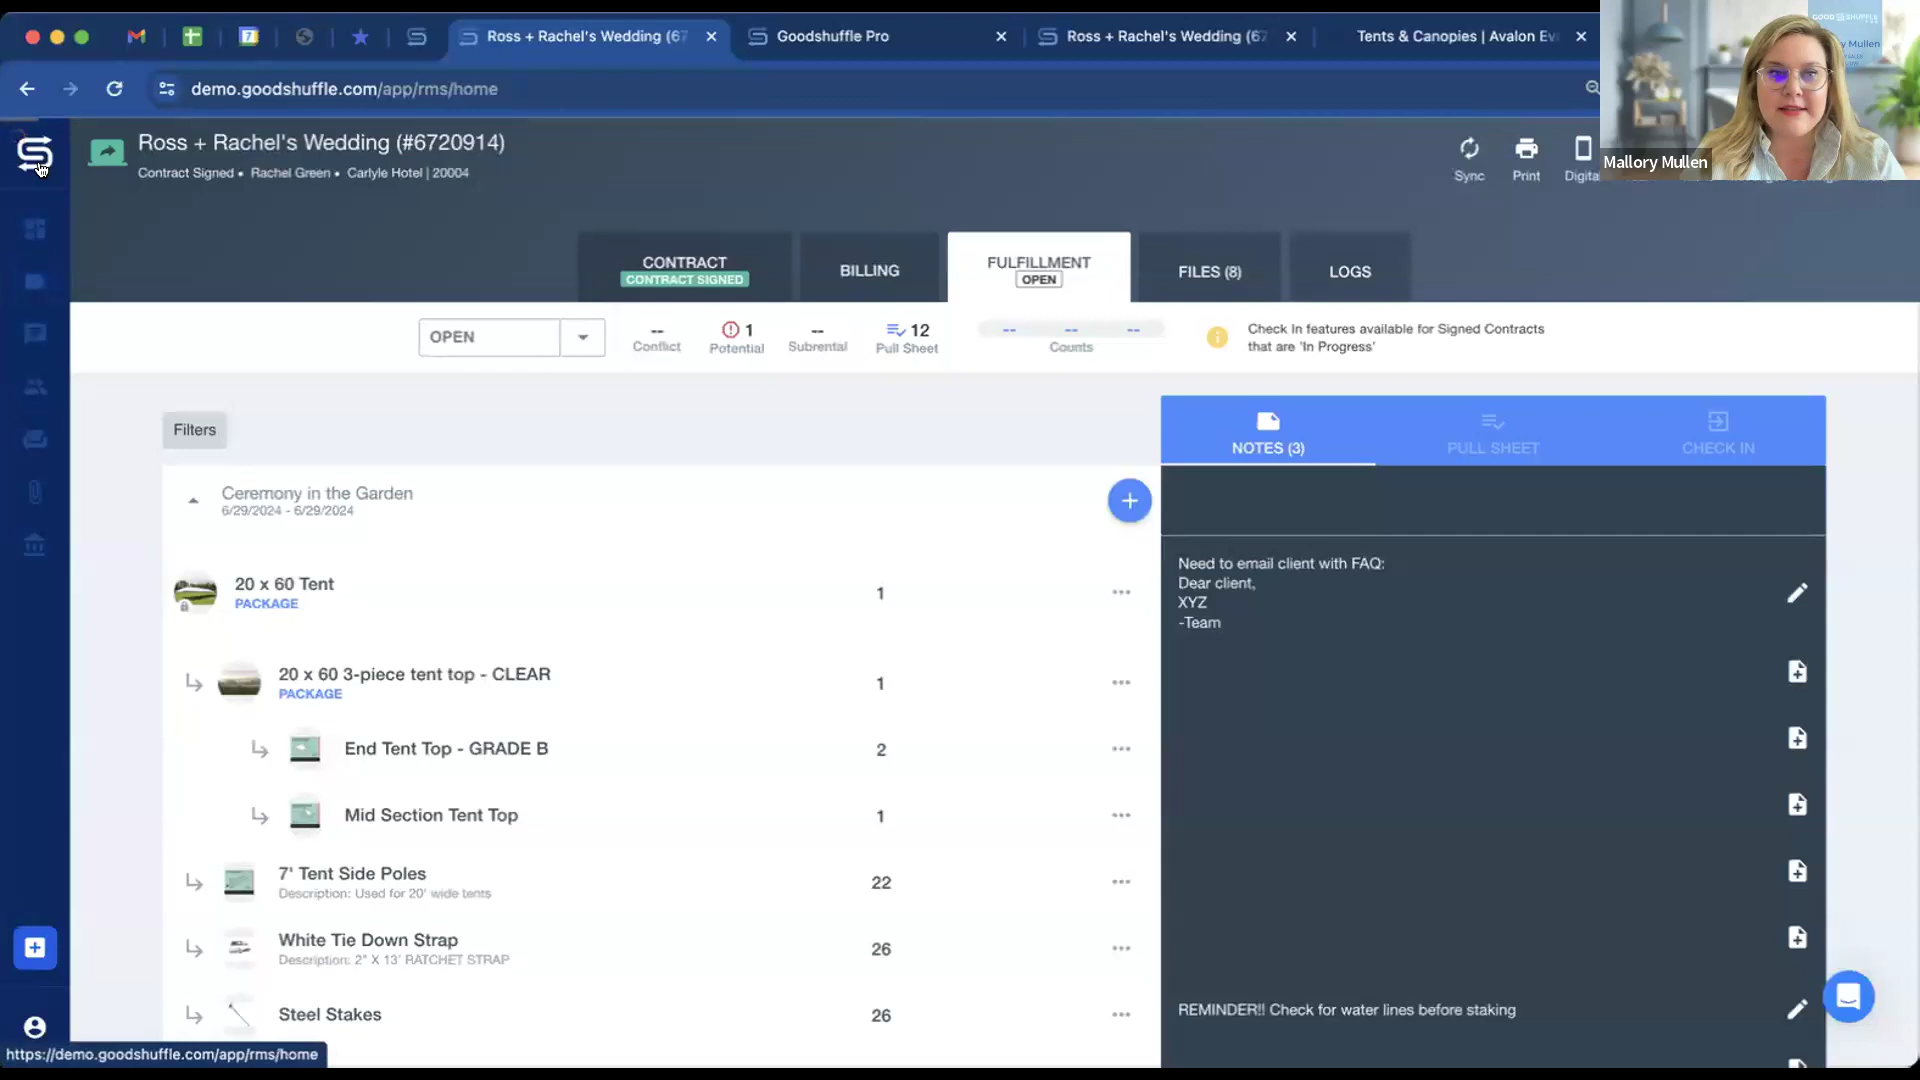 Ross + Rachel's Wedding (67
Goodshuffle Pro
Ross + Rachel's Wedding (67
Tents & Canopies | Avalon Ev
demo.goodshuffle.com/app/rms/home
GOOD SHUFFLE
Mullen
Mallory Mullen
Ross + Rachel's Wedding (#6720914)
Contract Signed • Rachel Green • Carlyle Hotel | 20004
Sync
Print
Digita
CONTRACT
CONTRACT SIGNED
BILLING
FULFILLMENT
OPEN
FILES (8)
LOGS
OPEN
--
Conflict
1
Potential
--
Subrental
12
Pull Sheet
-- -- --
Counts
Check In features available for Signed Contracts
that are 'In Progress'
Filters
NOTES (3)
PULL SHEET
CHECK IN
Ceremony in the Garden
6/29/2024 - 6/29/2024
20 x 60 Tent
PACKAGE
1
Need to email client with FAQ:
Dear client,
XYZ
-Team
20 x 60 3-piece tent top - CLEAR
PACKAGE
1
End Tent Top - GRADE B
2
Mid Section Tent Top
1
7' Tent Side Poles
Description: Used for 20' wide tents
22
White Tie Down Strap
Description: 2" X 13' RATCHET STRAP
26
Steel Stakes
26
REMINDER!! Check for water lines before staking
https://demo.goodshuffle.com/app/rms/home